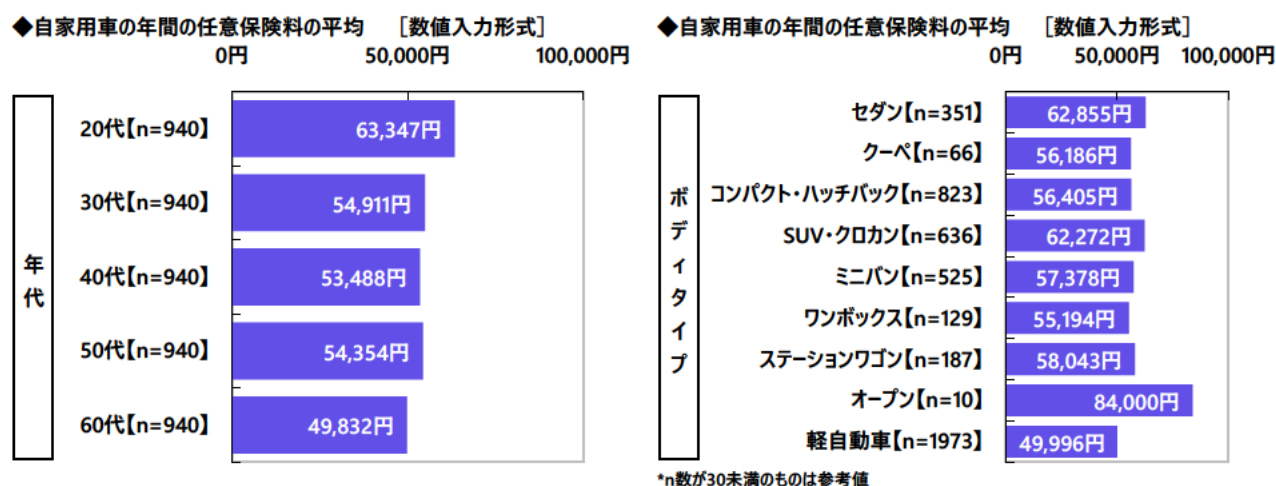 ◆自家用車の年間の任意保険料の平均 [数値入力形式]
0円 50,000円 100,000円
年代
20代【n=940】 63,347円
30代【n=940】 54,911円
40代【n=940】 53,488円
50代【n=940】 54,354円
60代【n=940】 49,832円
◆自家用車の年間の任意保険料の平均 [数値入力形式]
0円 50,000円 100,000円
ボディタイプ
セダン【n=351】 62,855円
クーペ【n=66】 56,186円
コンパクト・ハッチバック【n=823】 56,405円
SUV・クロカン【n=636】 62,272円
ミニバン【n=525】 57,378円
ワンボックス【n=129】 55,194円
ステーションワゴン【n=187】 58,043円
オープン【n=10】 84,000円
軽自動車【n=1973】 49,996円
*n数が30未満のものは参考値